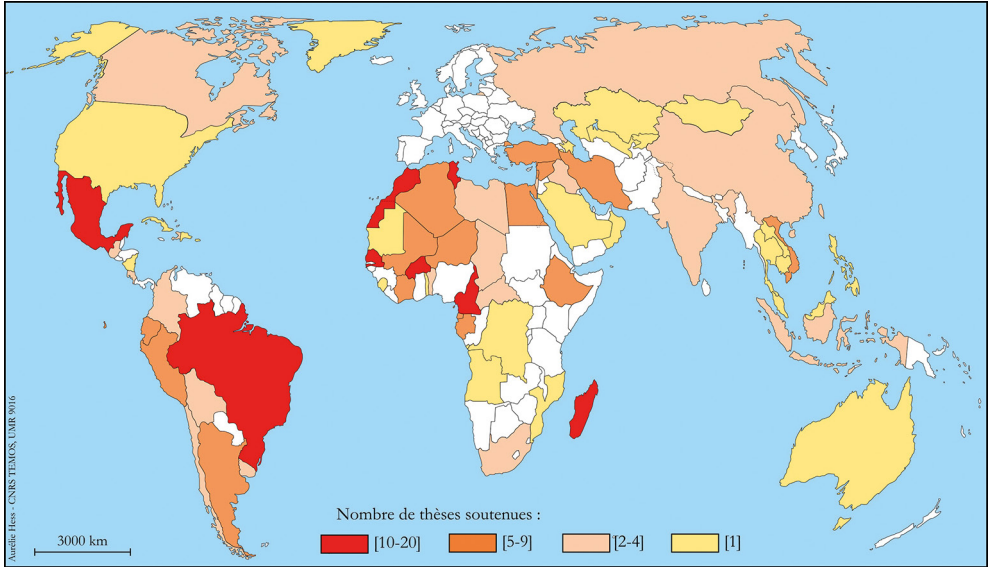 Aurélie Hess - CNRS TEMOS, UMR 9016
Nombre de thèses soutenues :
3000 km
[10-20]
[5-9]
[2-4]
[1]